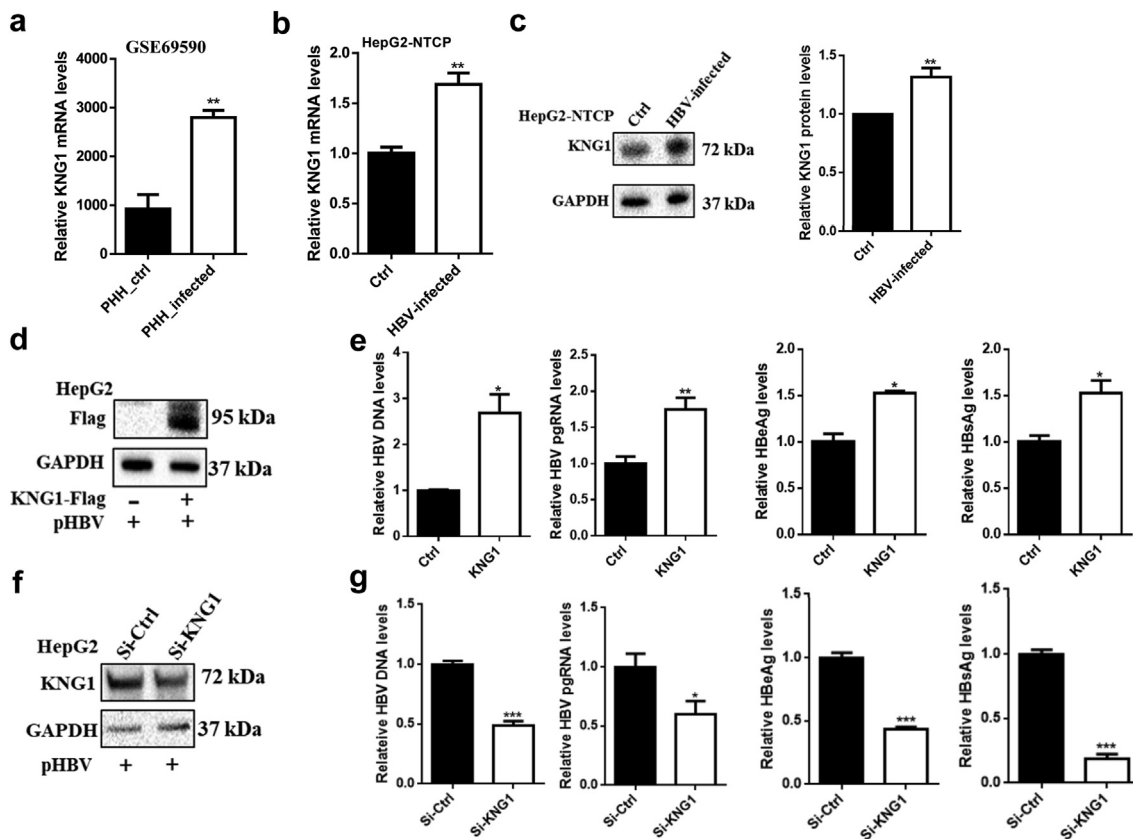 a
GSE69590
Relative KNG1 mRNA levels
4000
3000
2000
1000
0
**
PHH_ctrl
PHH_infected
b
HepG2-NTCP
Relative KNG1 mRNA levels
2.0
1.5
1.0
0.5
0.0
**
Ctrl
HBV-infected
c
HepG2-NTCP
Ctrl
HBV-infected
KNG1
72 kDa
GAPDH
37 kDa
Relative KNG1 protein levels
1.5
1.0
0.5
0.0
**
Ctrl
HBV-infected
d
HepG2
Flag
95 kDa
GAPDH
37 kDa
KNG1-Flag - +
pHBV + +
e
Relateive HBV DNA levels
4
3
2
1
0
*
Ctrl
KNG1
Relative HBV pgRNA levels
2.0
1.5
1.0
0.5
0.0
**
Ctrl
KNG1
Relative HBeAg levels
2.0
1.5
1.0
0.5
0.0
*
Ctrl
KNG1
Relative HBsAg levels
2.0
1.5
1.0
0.5
0.0
*
Ctrl
KNG1
f
HepG2
Si-Ctrl
Si-KNG1
KNG1
72 kDa
GAPDH
37 kDa
pHBV + +
g
Relateive HBV DNA levels
1.5
1.0
0.5
0.0
***
Si-Ctrl
Si-KNG1
Relative HBV pgRNA levels
1.5
1.0
0.5
0.0
*
Si-Ctrl
Si-KNG1
Relative HBeAg levels
1.5
1.0
0.5
0.0
***
Si-Ctrl
Si-KNG1
Relative HBsAg levels
1.5
1.0
0.5
0.0
***
Si-Ctrl
Si-KNG1